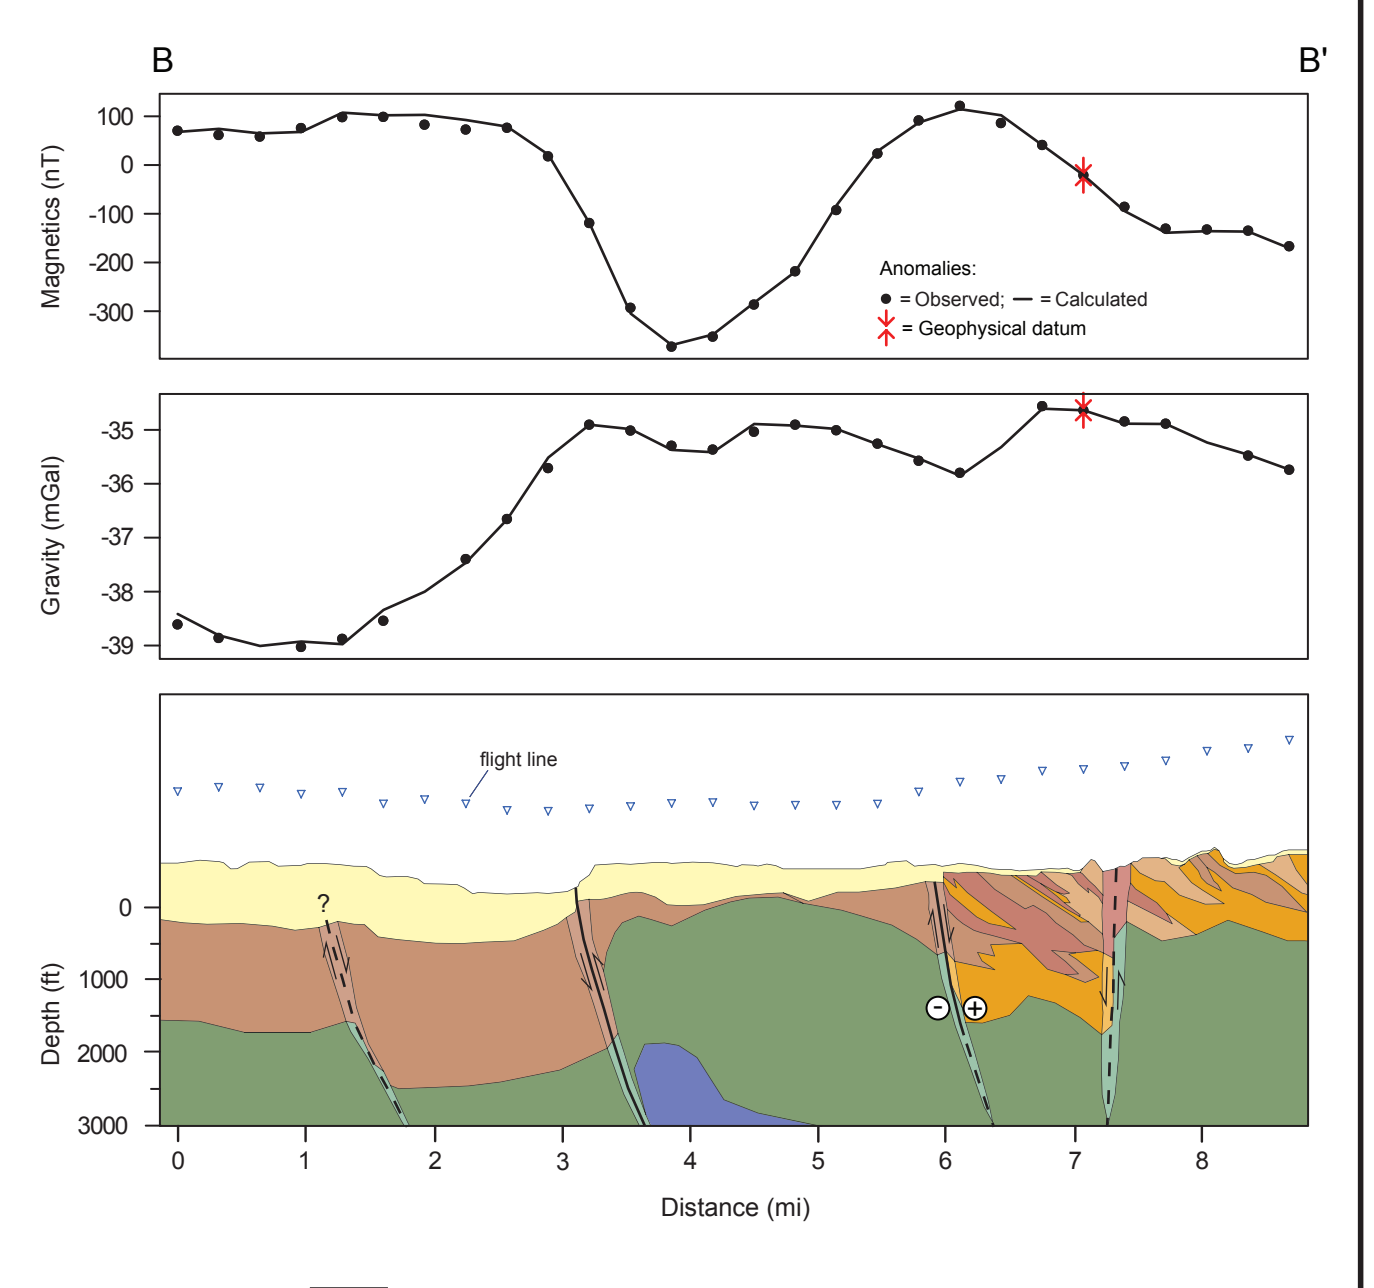 B B'
Magnetics (nT)
100
0
-100
-200
-300
Anomalies:
= Observed; = Calculated
= Geophysical datum
Gravity (mGal)
-35
-36
-37
-38
-39
flight line
?
Depth (ft)
0
1000
2000
3000
- +
0 1 2 3 4 5 6 7 8
Distance (mi)